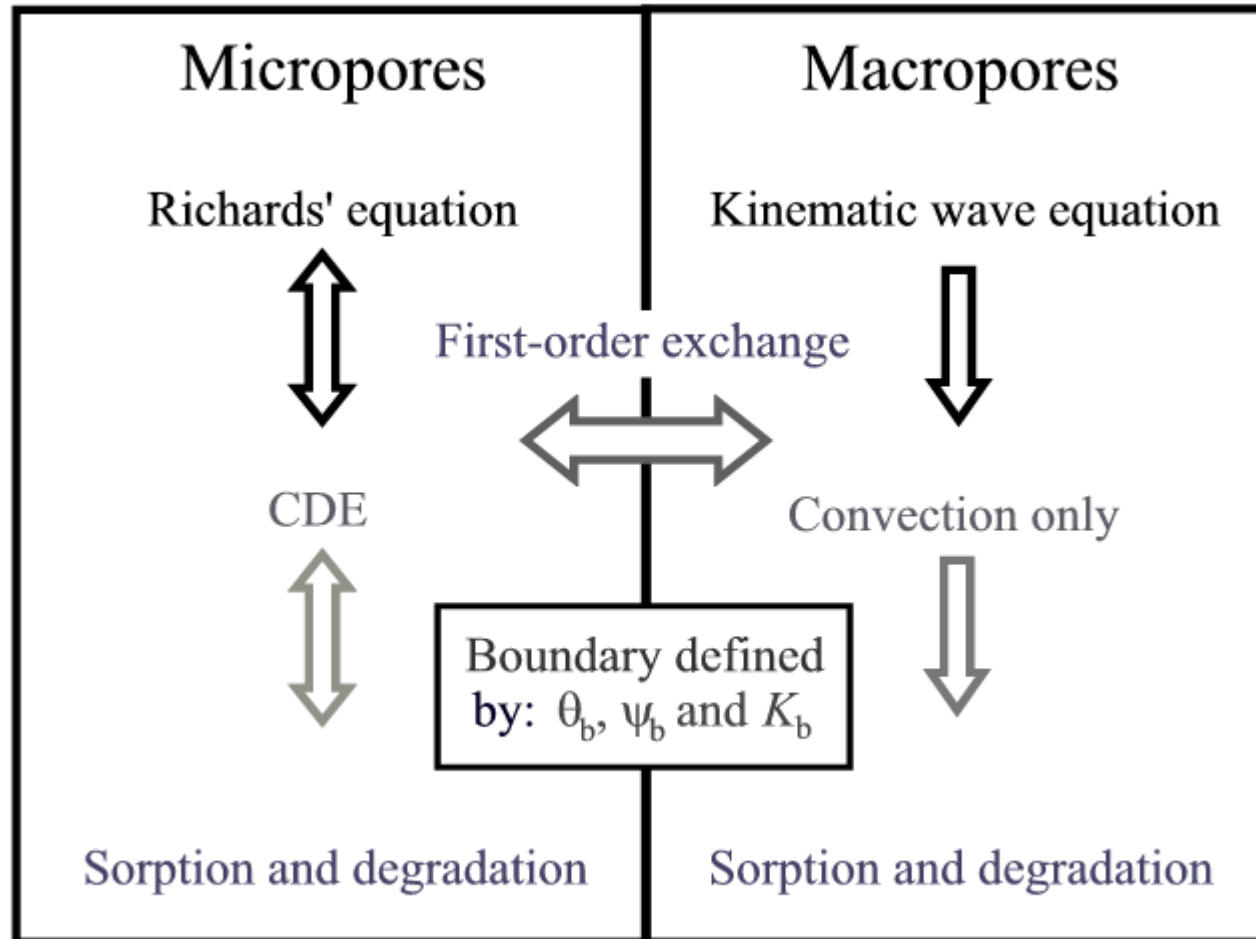 Micropores
Macropores
Richards' equation
Kinematic wave equation
First-order exchange
CDE
Convection only
Boundary defined
by: θb, ψb and Kb
Sorption and degradation
Sorption and degradation